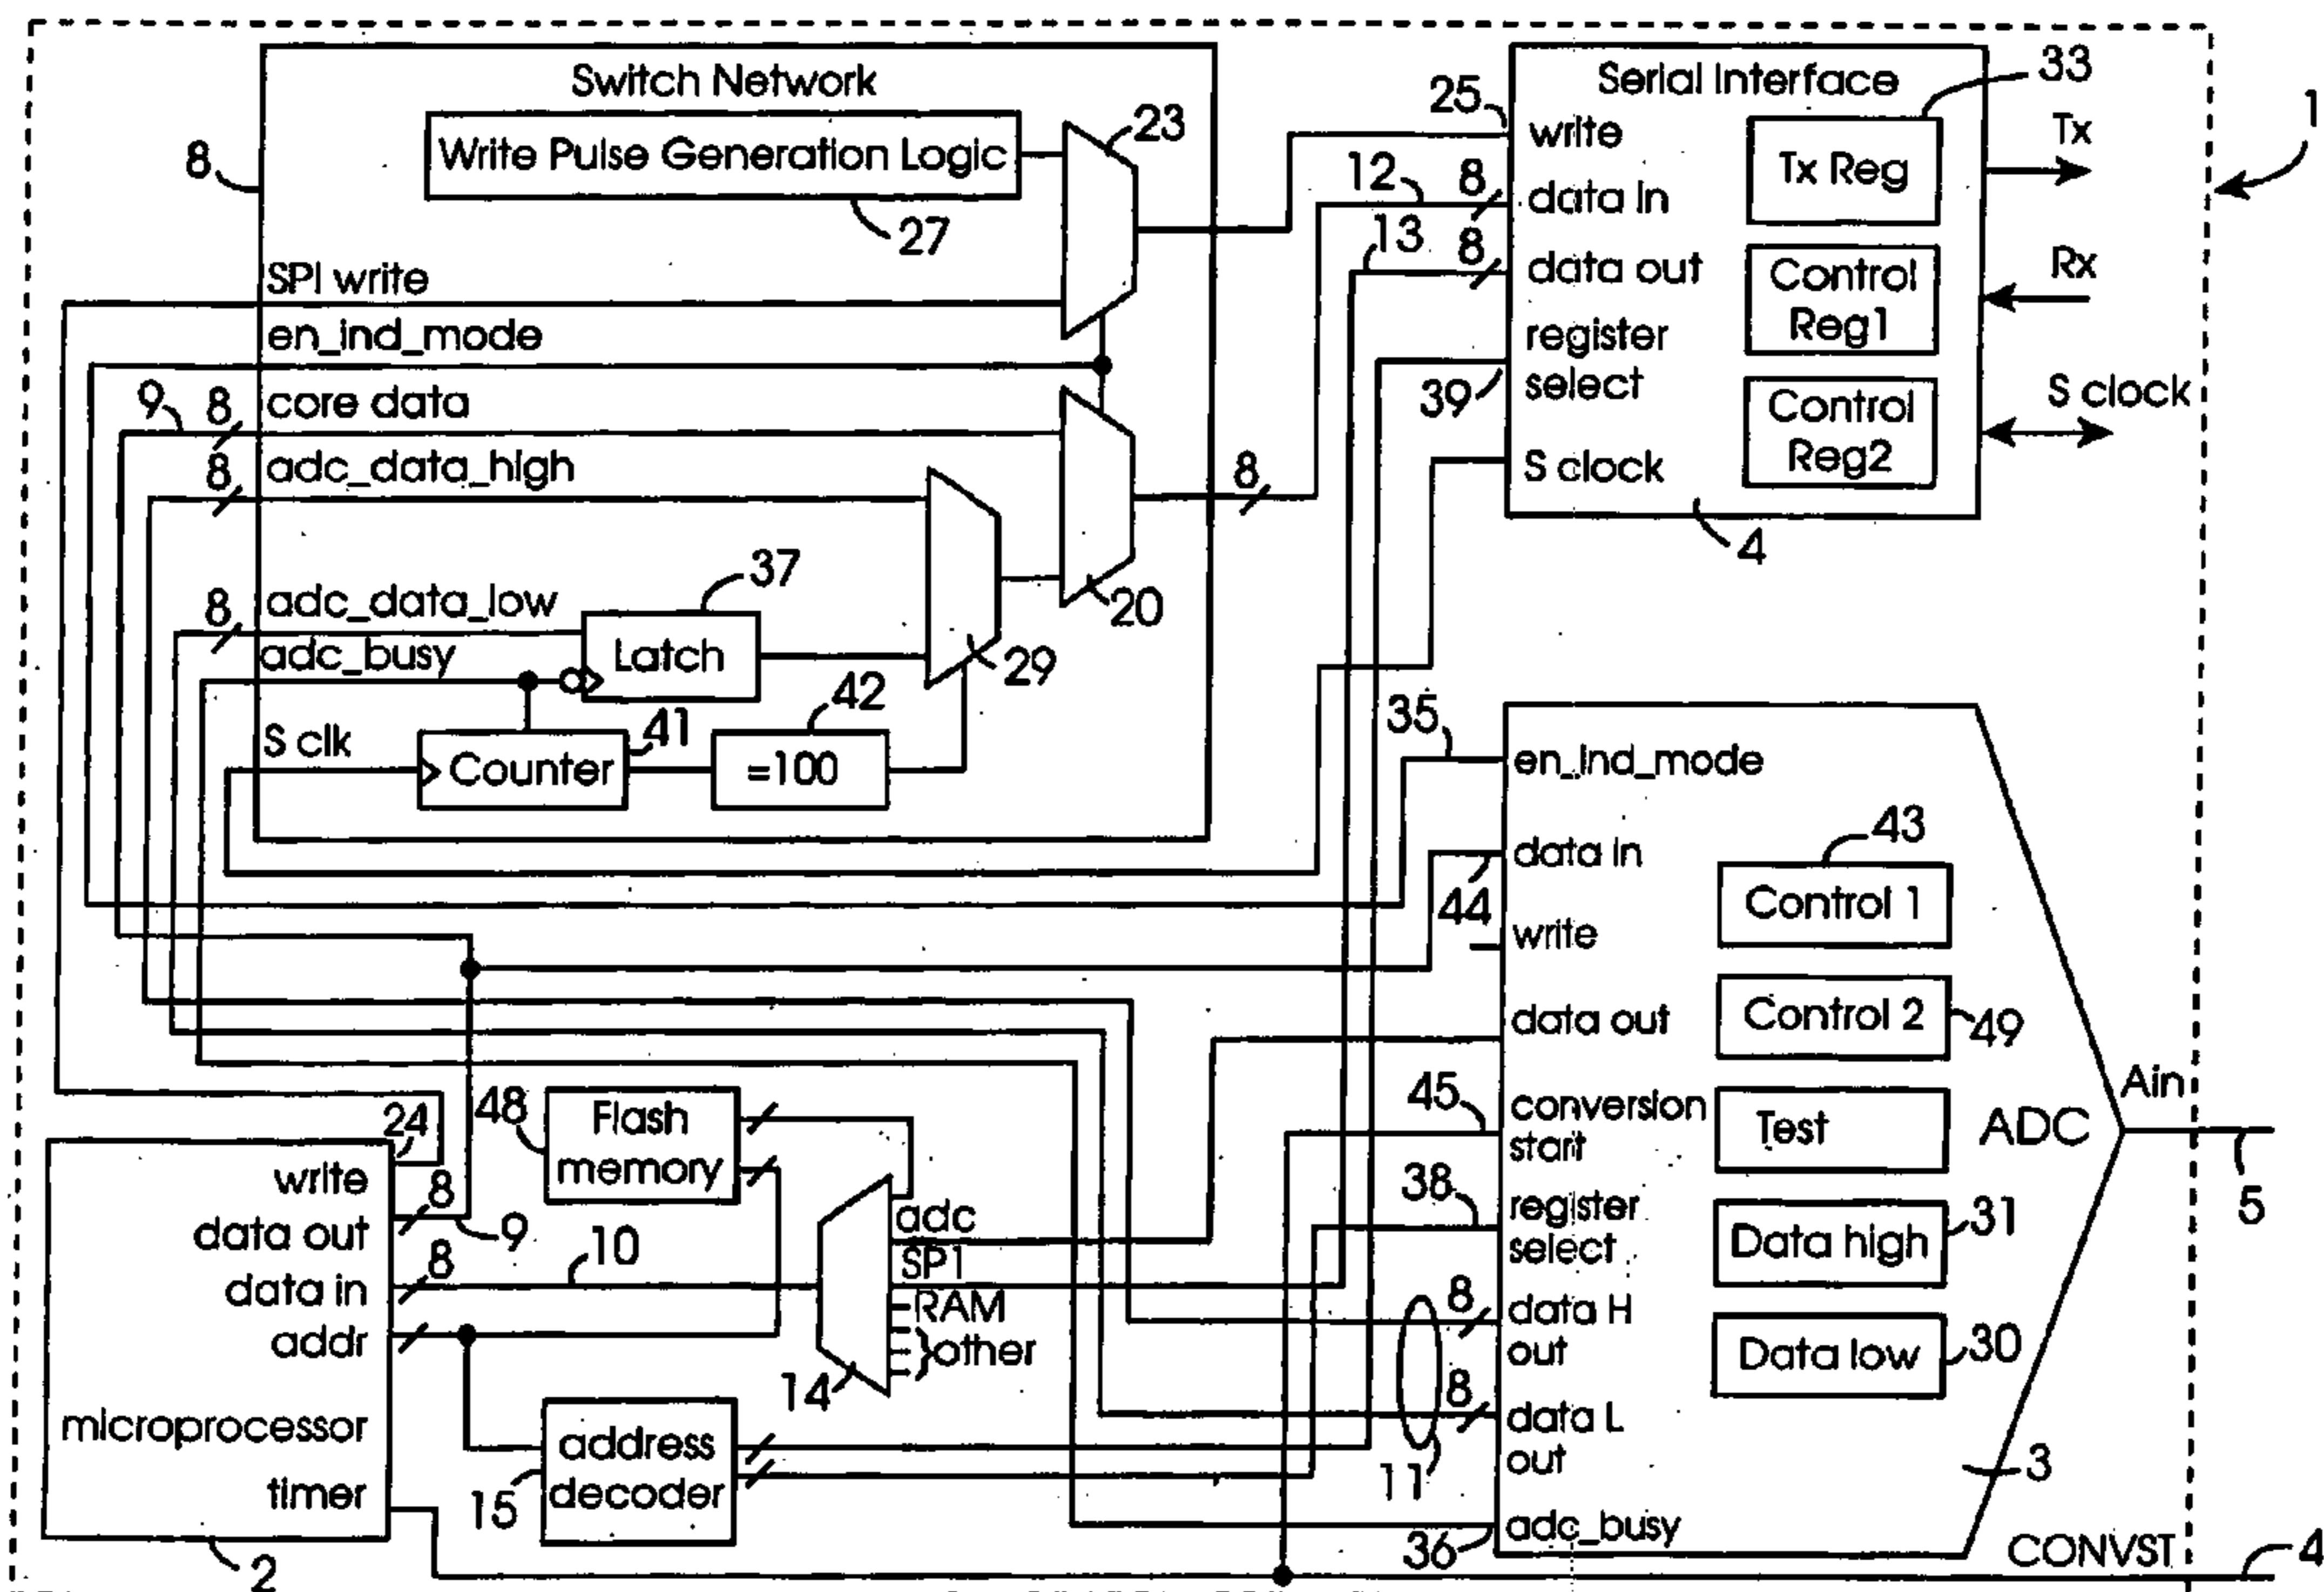 Switch Network
Write Pulse Generation Logic
23
27
8
SPI write
en_ind_mode
9
8
core data
8
adc_data_high
8
8
adc_data_low
adc_busy
37
Latch
29
20
S clk
41
Counter
42
=100
Serial Interface
33
25
write
12
8
data in
13
8
data out
register
select
39
S clock
Tx Reg
Control
Reg1
Control
Reg2
4
Tx
Rx
S clock
1
35
en_ind_mode
data in
44
write
data out
45
conversion
start
38
register
select
8
data H
out
8
data L
out
11
36
adc_busy
43
Control 1
Control 2
49
Test
ADC
Data high
31
Data low
30
3
Ain
5
CONVST
4
24
write
8
data out
9
8
data in
10
addr
microprocessor
timer
2
48
Flash
memory
adc
SP1
RAM
other
14
address
decoder
15